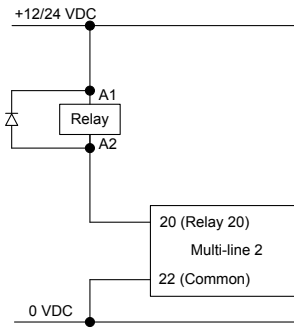 +12/24 VDC
A1
Relay
A2
20 (Relay 20)
Multi-line 2
22 (Common)
0 VDC